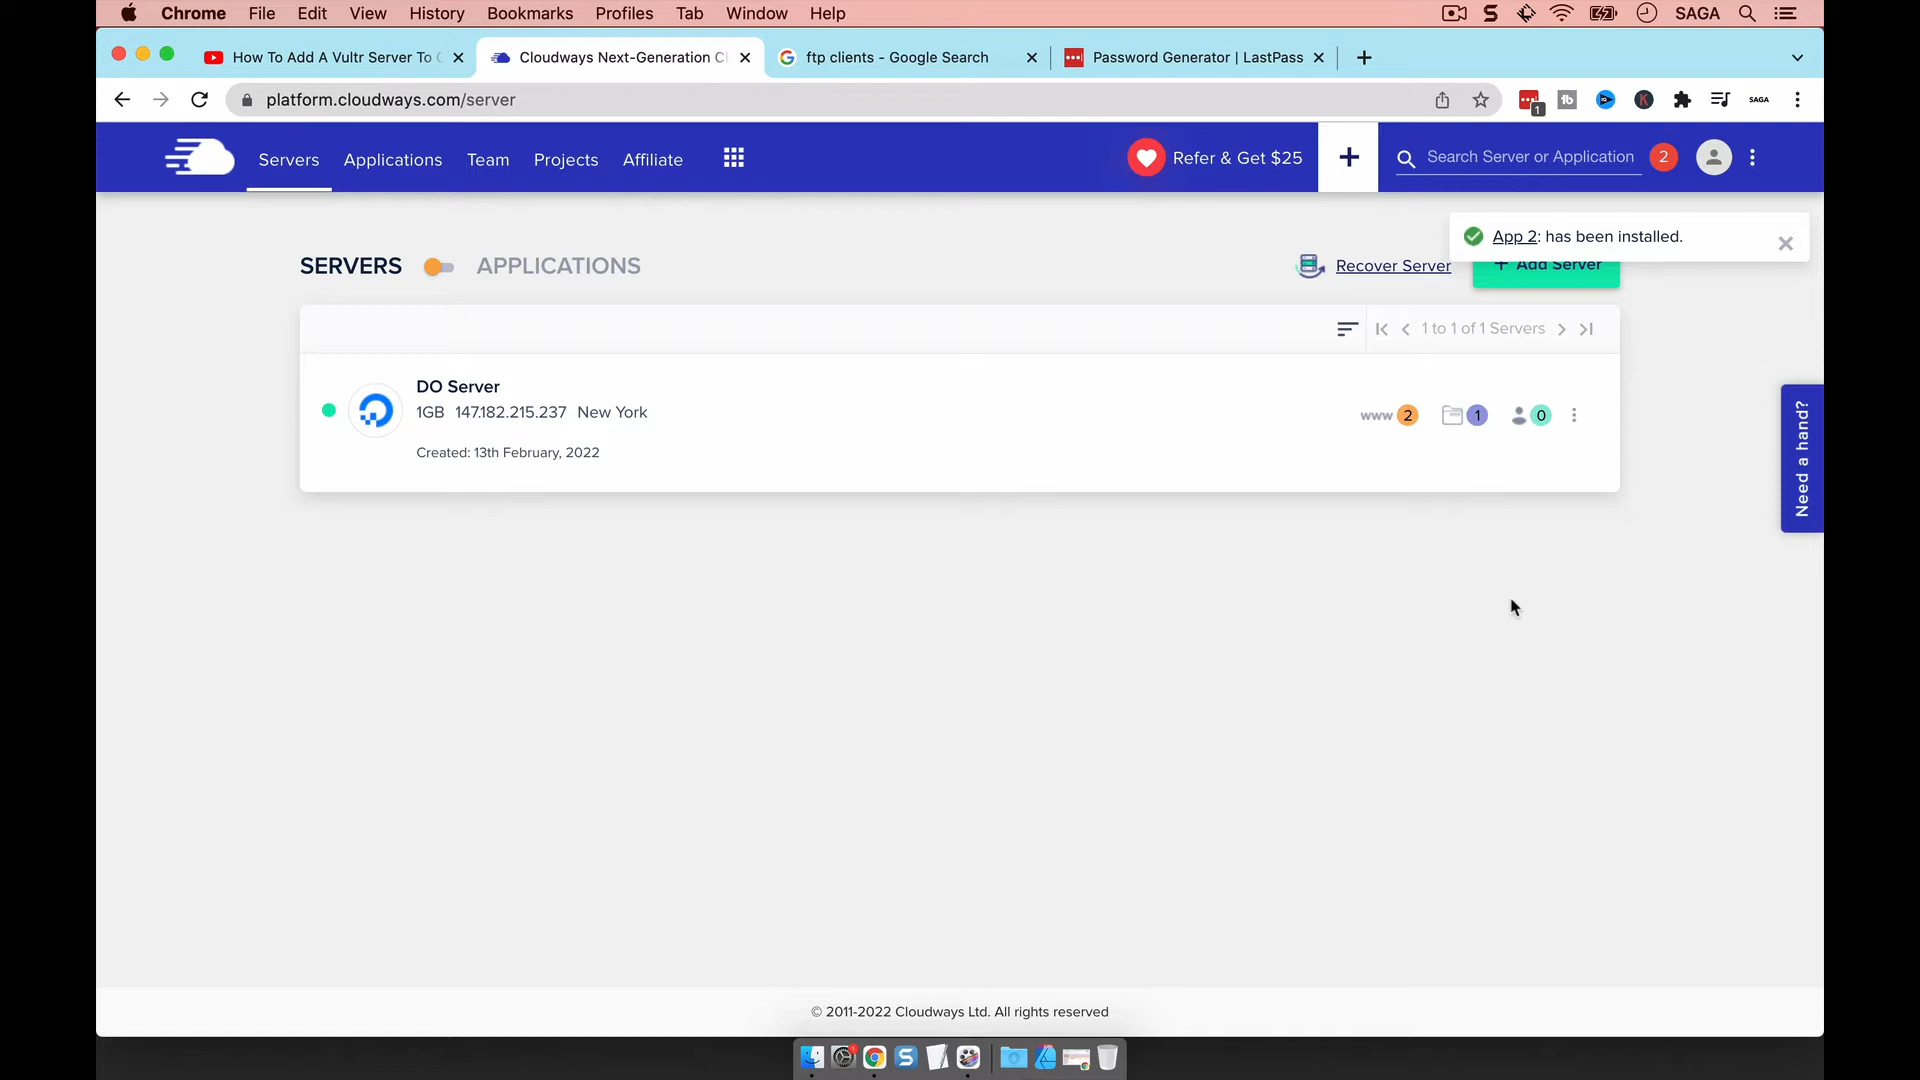 Chrome File Edit View History Bookmarks Profiles Tab Window Help SAGA
How To Add A Vultr Server To C
Cloudways Next-Generation Cl
ftp clients - Google Search
Password Generator | LastPass
platform.cloudways.com/server
1
tb
K
SAGA
Servers Applications Team Projects Affiliate
Refer & Get $25
+
Search Server or Application
2
App 2: has been installed.
SERVERS APPLICATIONS
Recover Server
+ Add Server
1 to 1 of 1 Servers
DO Server
1GB 147.182.215.237 New York
www 2 1 0
Created: 13th February, 2022
Need a hand?
© 2011-2022 Cloudways Ltd. All rights reserved